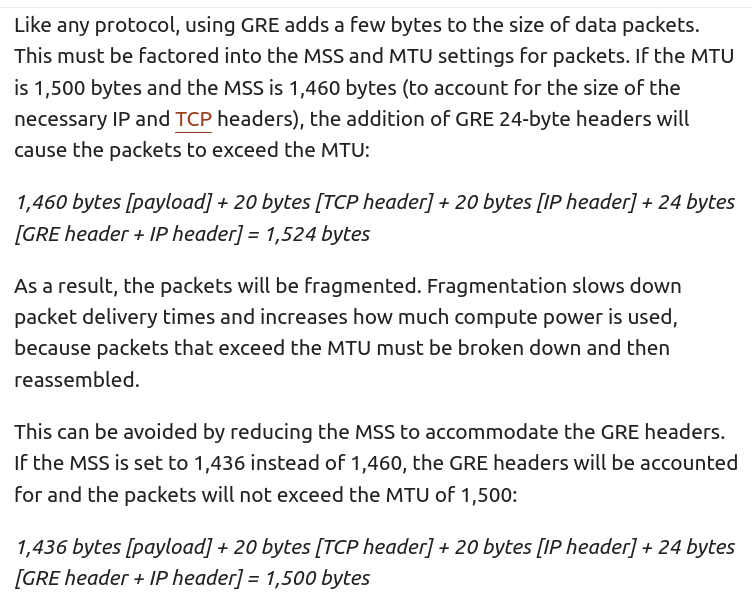 Like any protocol, using GRE adds a few bytes to the size of data packets.
This must be factored into the MSS and MTU settings for packets. If the MTU
is 1,500 bytes and the MSS is 1,460 bytes (to account for the size of the
necessary IP and TCP headers), the addition of GRE 24-byte headers will
cause the packets to exceed the MTU:
1,460 bytes [payload] + 20 bytes [TCP header] + 20 bytes [IP header] + 24 bytes
[GRE header + IP header] = 1,524 bytes
As a result, the packets will be fragmented. Fragmentation slows down
packet delivery times and increases how much compute power is used,
because packets that exceed the MTU must be broken down and then
reassembled.
This can be avoided by reducing the MSS to accommodate the GRE headers.
If the MSS is set to 1,436 instead of 1,460, the GRE headers will be accounted
for and the packets will not exceed the MTU of 1,500:
1,436 bytes [payload] + 20 bytes [TCP header] + 20 bytes [IP header] + 24 bytes
[GRE header + IP header] = 1,500 bytes